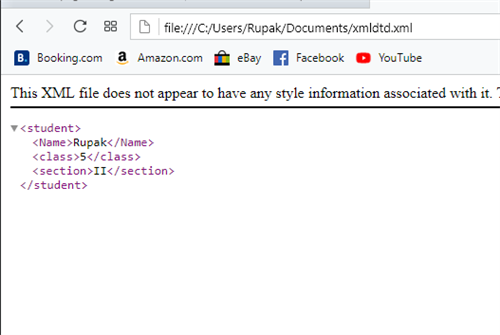 file:///C:/Users/Rupak/Documents/xmldtd.xml
B. Booking.com a Amazon.com eBay f Facebook YouTube
This XML file does not appear to have any style information associated with it.
<student>
<Name>Rupak</Name>
<class>5</class>
<section>II</section>
</student>